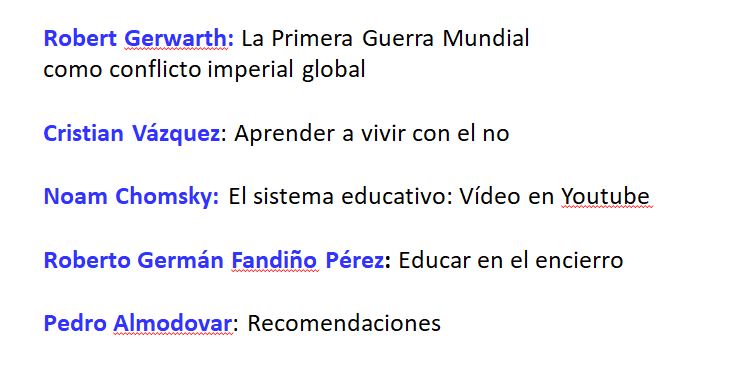 Robert Gerwarth: La Primera Guerra Mundial
como conflicto imperial global
Cristian Vázquez: Aprender a vivir con el no
Noam Chomsky: El sistema educativo: Vídeo en Youtube
Roberto Germán Fandiño Pérez: Educar en el encierro
Pedro Almodovar: Recomendaciones